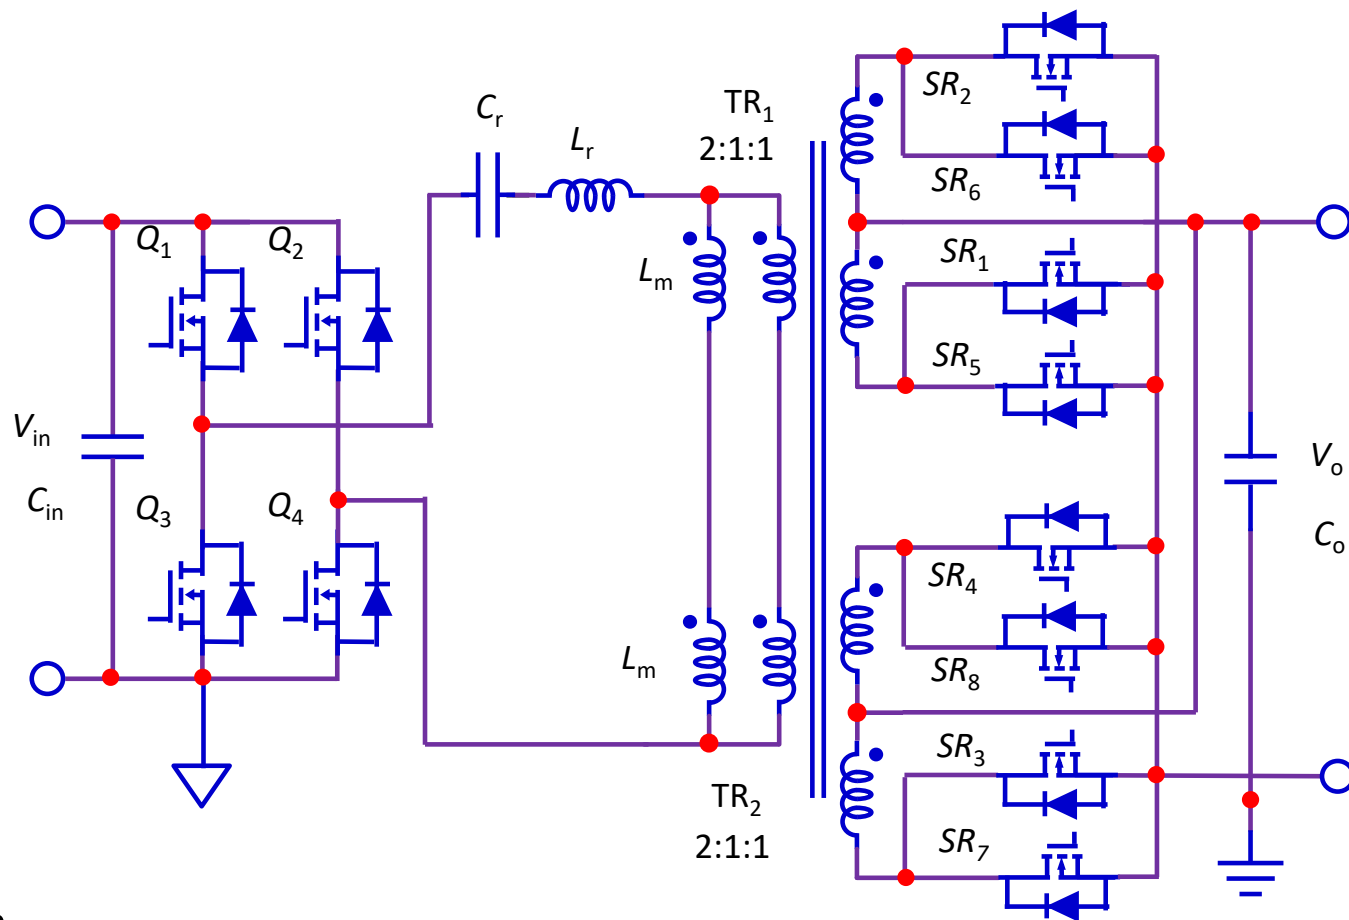 SR2
TR1
2:1:1
Cr
Lr
SR6
Q1
Q2
SR1
Lm
SR5
Vin
Vo
Cin
Q3
Q4
Co
SR4
Lm
SR8
SR3
TR2
2:1:1
SR7